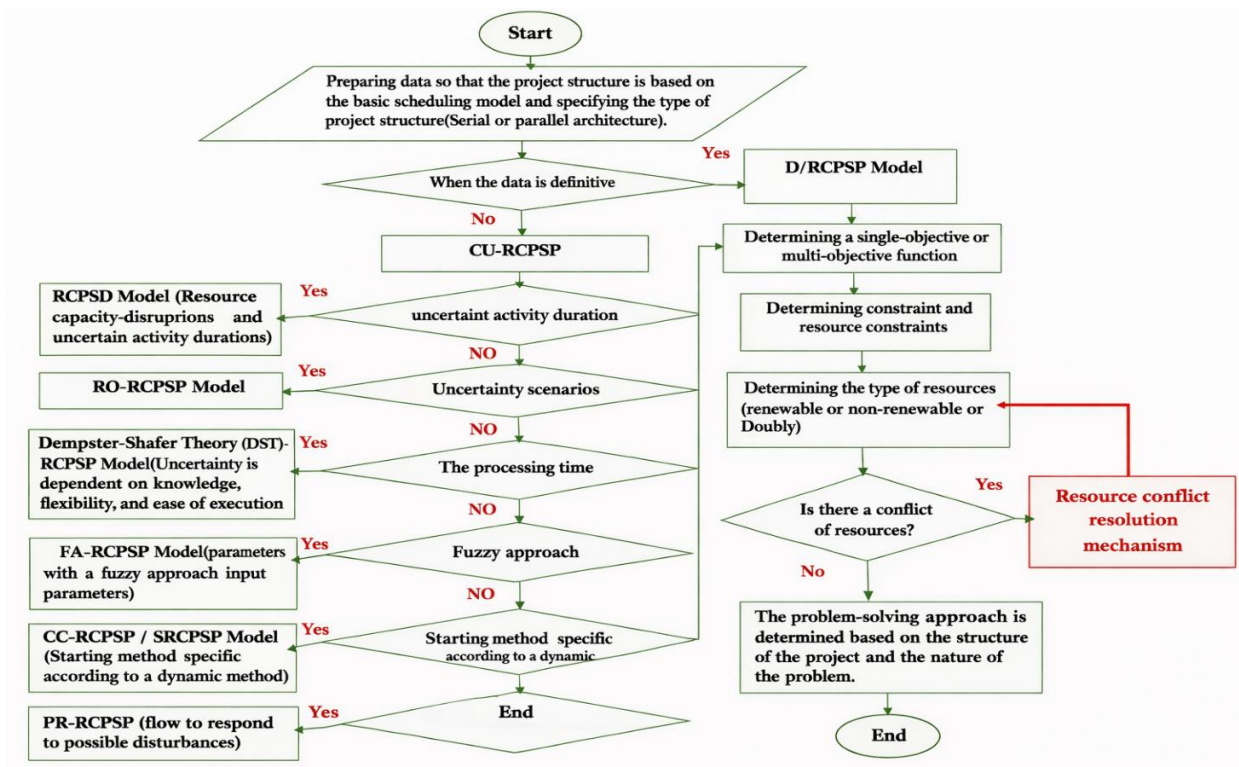 Start
Preparing data so that the project structure is based on
the basic scheduling model and specifying the type of
project structure(Serial or parallel architecture).
When the data is definitive
Yes
D/RCPSP Model
No
CU-RCPSP
Determining a single-objective or
multi-objective function
RCPSD Model (Resource
capacity-disruprions and
uncertain activity durations)
Yes
uncertaint activity duration
Determining constraint and
resource constraints
NO
RO-RCPSP Model
Yes
Uncertainty scenarios
Determining the type of resources
(renewable or non-renewable or
Doubly)
NO
Dempster-Shafer Theory (DST)-
RCPSP Model(Uncertainty is
dependent on knowledge,
flexibility, and ease of execution
Yes
The processing time
Is there a conflict
of resources?
Yes
Resource conflict
resolution
mechanism
NO
FA-RCPSP Model(parameters
with a fuzzy approach input
parameters)
Yes
Fuzzy approach
No
NO
CC-RCPSP / SRCPSP Model
(Starting method specific
according to a dynamic method)
Yes
Starting method specific
according to a dynamic
The problem-solving approach is
determined based on the structure
of the project and the nature of
the problem.
PR-RCPSP (flow to respond
to possible disturbances)
Yes
End
End